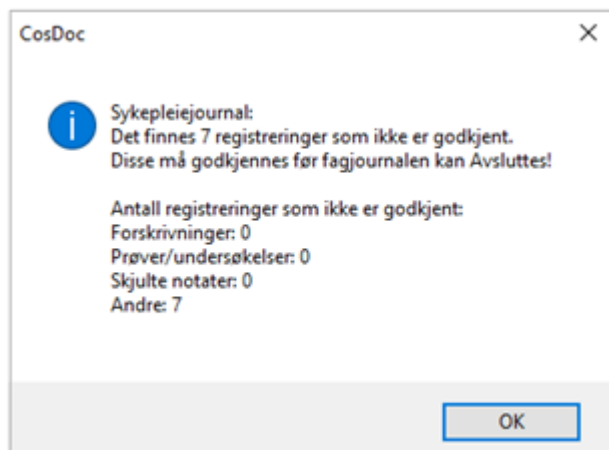 CosDoc
Sykepleiejournal:
Det finnes 7 registreringer som ikke er godkjent.
Disse må godkjennes før fagjournalen kan Avsluttes!
Antall registreringer som ikke er godkjent:
Forskrivninger: 0
Prøver/undersøkelser: 0
Skjulte notater: 0
Andre: 7
OK